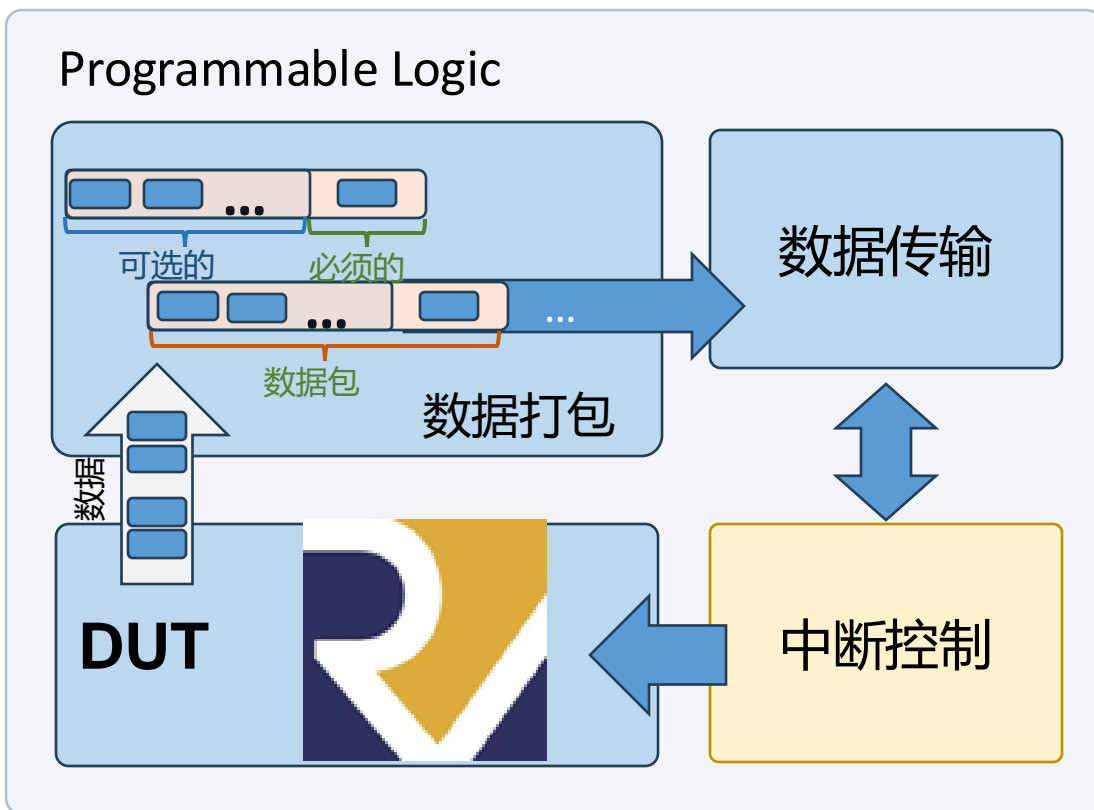 Programmable Logic
...
可选的
必须的
数据传输
...
...
数据包
数据打包
数据
DUT
中断控制